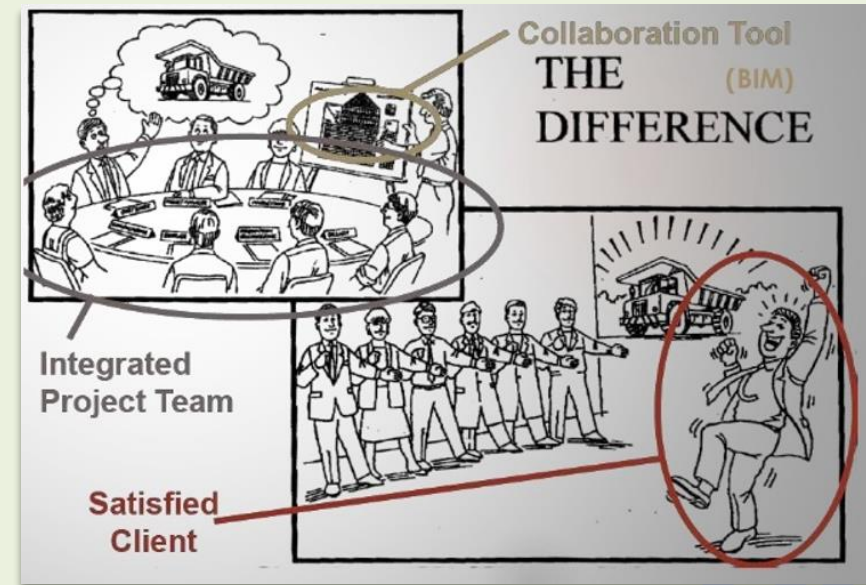 Collaboration Tool
(BIM)
THE
DIFFERENCE
Integrated
Project Team
Satisfied
Client